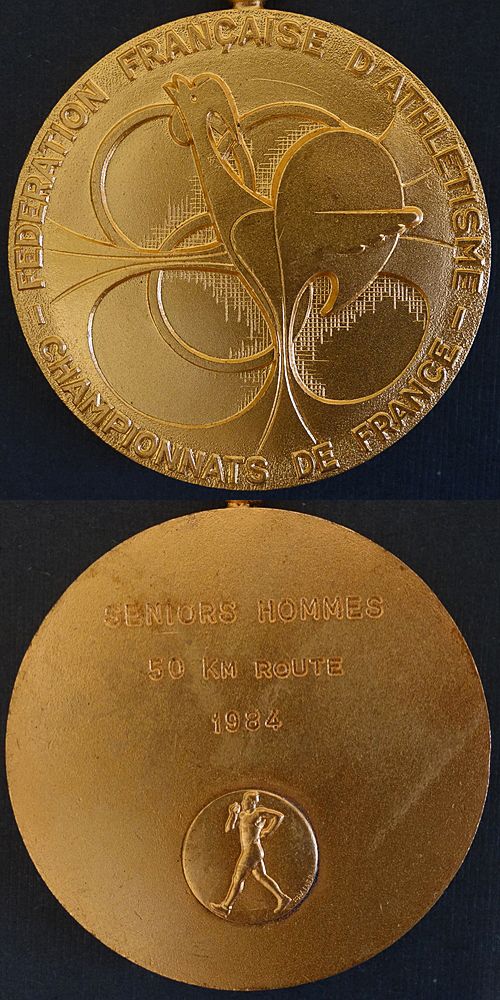 FEDERATION FRANÇAISE D'ATHLETISME
- CHAMPIONNATS DE FRANCE -
SENIORS HOMMES
50 KM ROUTE
1984